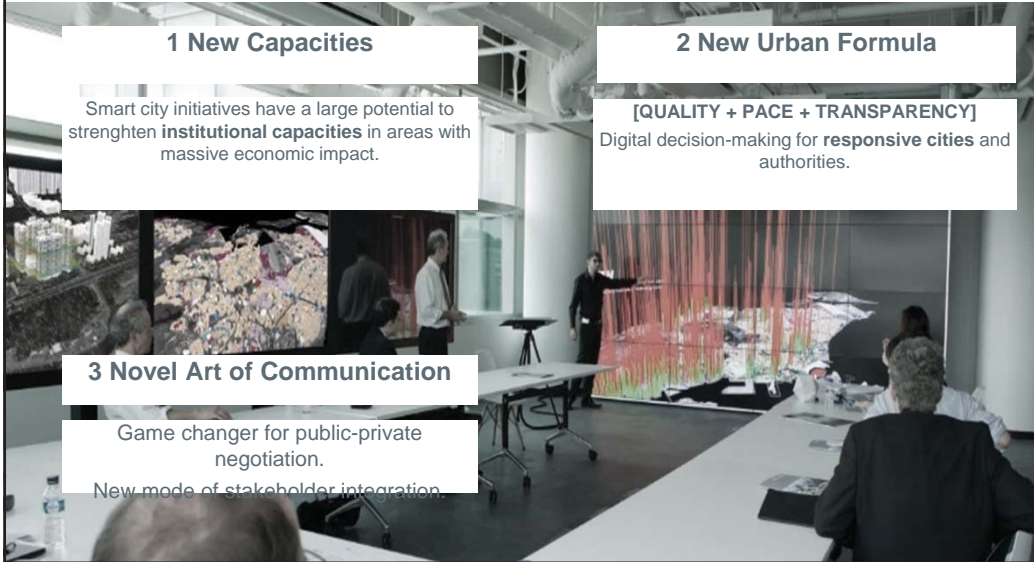 1 New Capacities
Smart city initiatives have a large potential to
strenghten institutional capacities in areas with
massive economic impact.
2 New Urban Formula
[QUALITY + PACE + TRANSPARENCY]
Digital decision-making for responsive cities and
authorities.
3 Novel Art of Communication
Game changer for public-private
negotiation.
New mode of stakeholder integration.